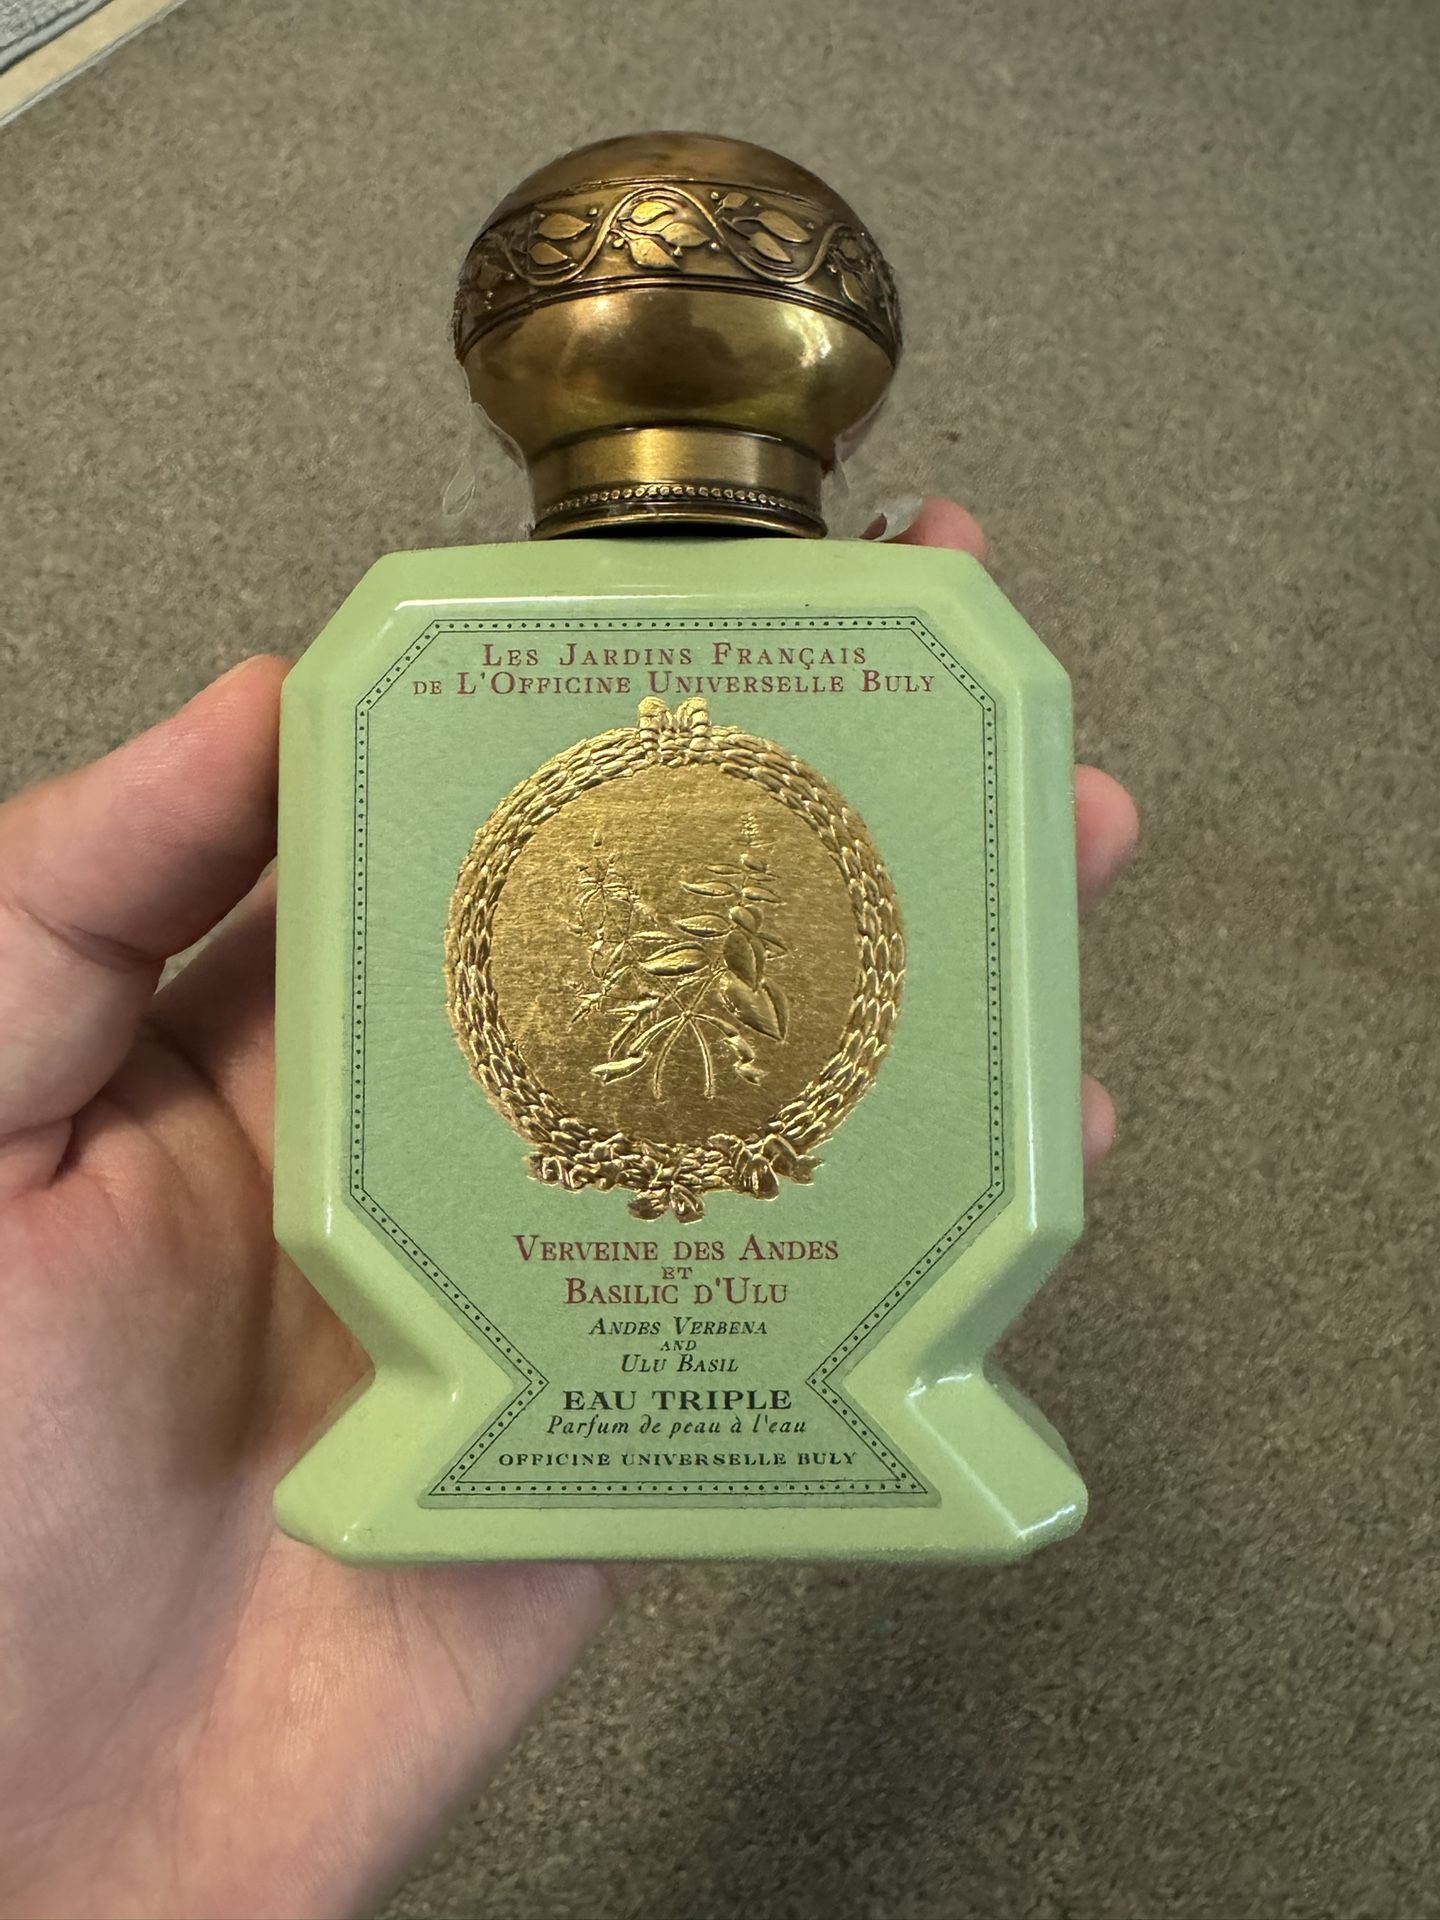 Les Jardins Français
de L'Officine Universelle Buly
Verveine des Andes
et
Basilic d'Ulu
Andes Verbena
and
Ulu Basil
EAU TRIPLE
Parfum de peau à l'eau
OFFICINE UNIVERSELLE BULY